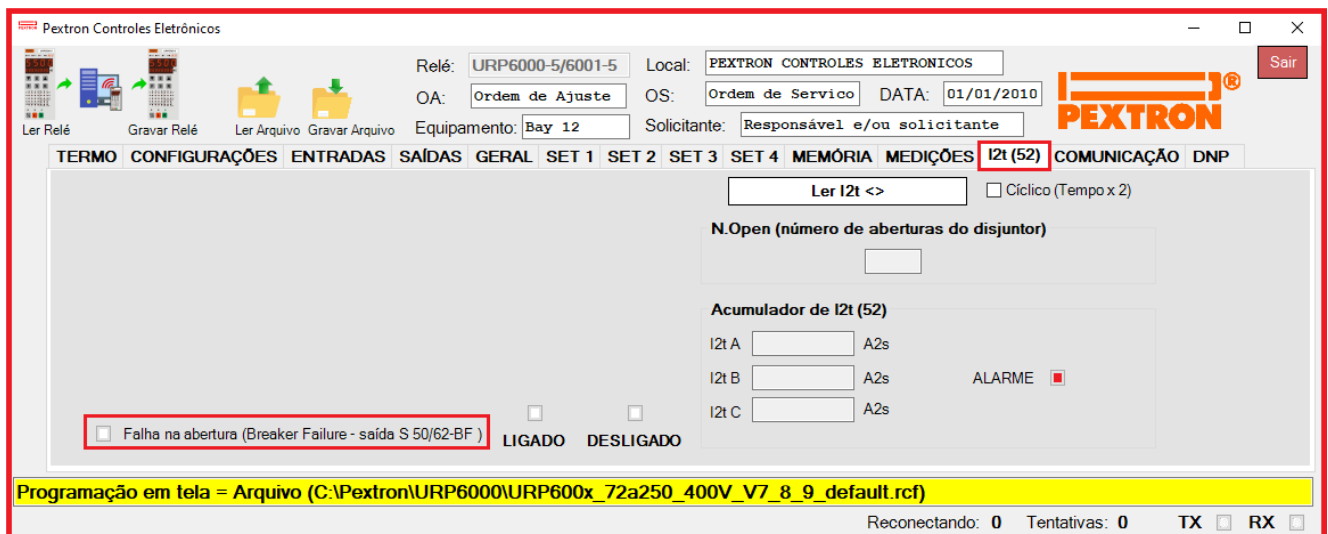 Pextron Controles Eletrônicos
Relé: URP6000-5/6001-5 Local: PEXTRON CONTROLES ELETRONICOS Sair
OA: Ordem de Ajuste OS: Ordem de Servico DATA: 01/01/2010
PEXTRON ®
Ler Relé Gravar Relé Ler Arquivo Gravar Arquivo Equipamento: Bay 12 Solicitante: Responsável e/ou solicitante
TERMO CONFIGURAÇÕES ENTRADAS SAÍDAS GERAL SET 1 SET 2 SET 3 SET 4 MEMÓRIA MEDIÇÕES I2t (52) COMUNICAÇÃO DNP
Ler I2t <> Cíclico (Tempo x 2)
N.Open (número de aberturas do disjuntor)
Acumulador de I2t (52)
I2t A A2s
I2t B A2s ALARME
I2t C A2s
Falha na abertura (Breaker Failure - saída S 50/62-BF ) LIGADO DESLIGADO
Programação em tela = Arquivo (C:\Pextron\URP6000\URP600x_72a250_400V_V7_8_9_default.rcf)
Reconectando: 0 Tentativas: 0 TX RX